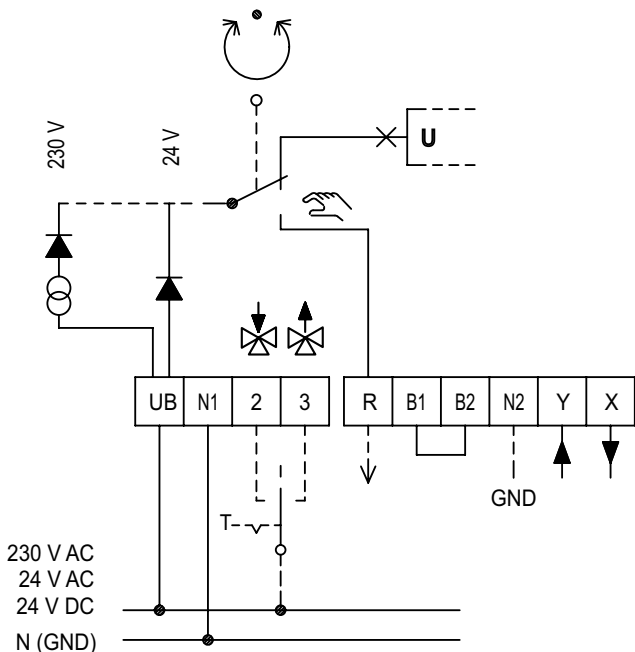 230 V
24 V
U
UB N1 2 3 R B1 B2 N2 Y X
GND
T
230 V AC
24 V AC
24 V DC
N (GND)